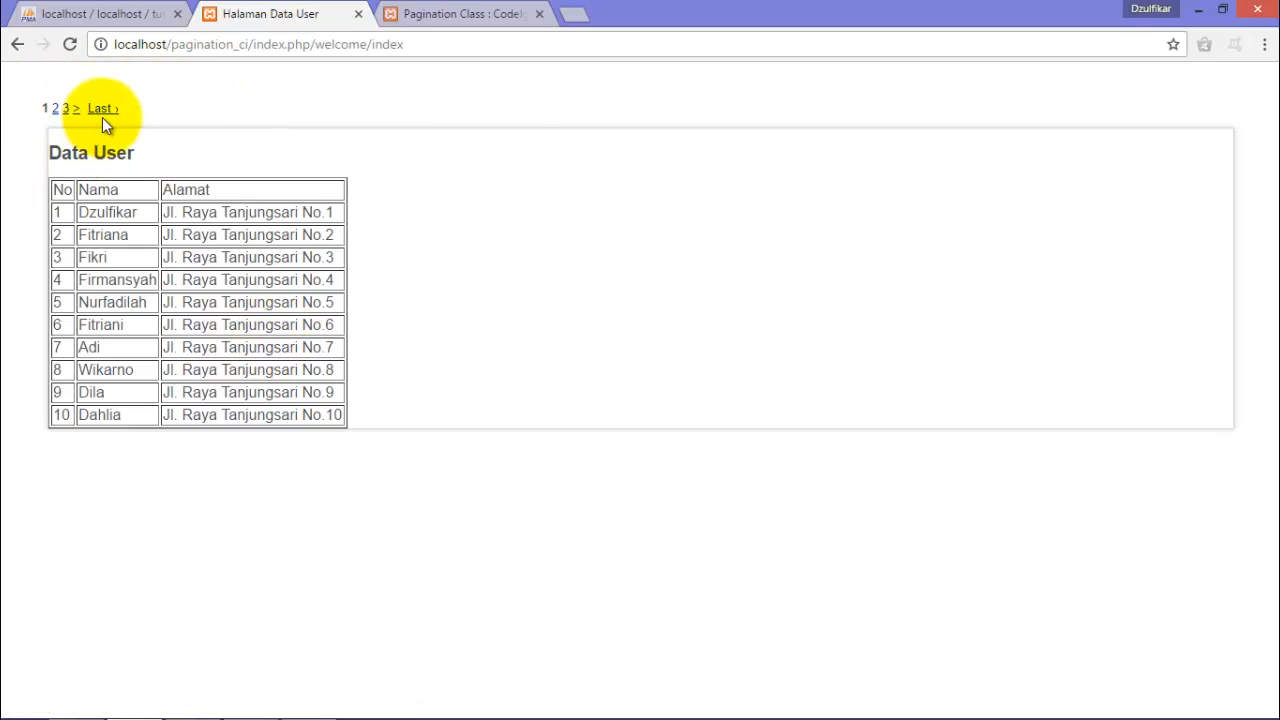 localhost / localhost / tu
Halaman Data User
Pagination Class : CodeIg
Dzulfikar
localhost/pagination_ci/index.php/welcome/index
1 2 3 > Last ›
Data User
No Nama Alamat
1 Dzulfikar Jl. Raya Tanjungsari No.1
2 Fitriana Jl. Raya Tanjungsari No.2
3 Fikri Jl. Raya Tanjungsari No.3
4 Firmansyah Jl. Raya Tanjungsari No.4
5 Nurfadilah Jl. Raya Tanjungsari No.5
6 Fitriani Jl. Raya Tanjungsari No.6
7 Adi Jl. Raya Tanjungsari No.7
8 Wikarno Jl. Raya Tanjungsari No.8
9 Dila Jl. Raya Tanjungsari No.9
10 Dahlia Jl. Raya Tanjungsari No.10